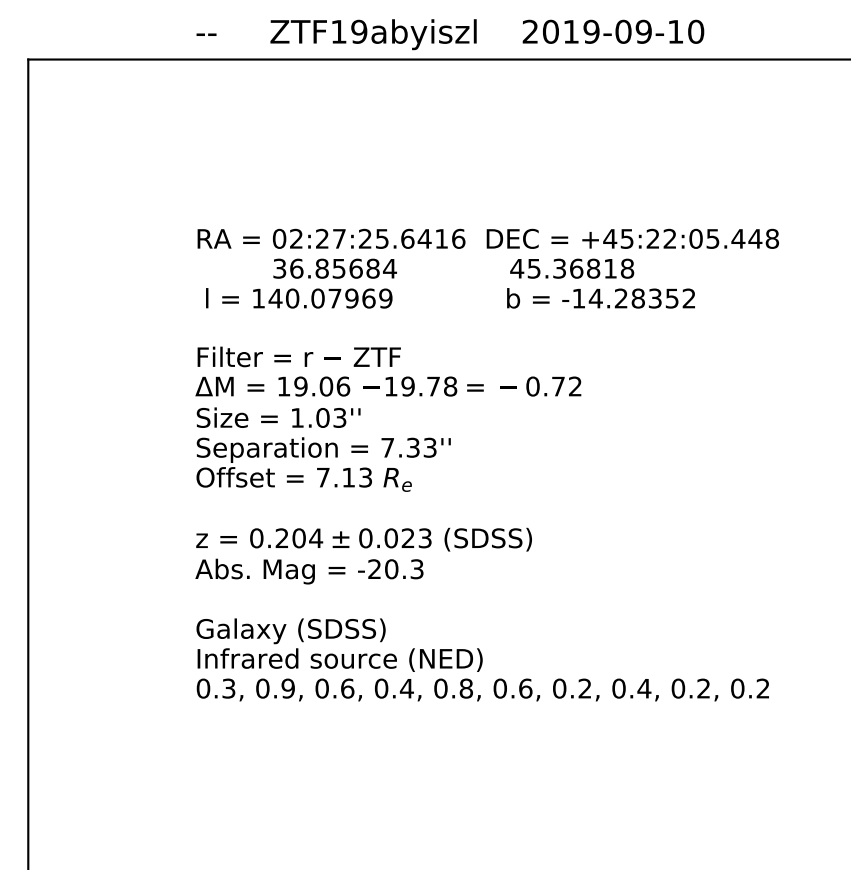 -- ZTF19abyiszl 2019-09-10
RA = 02:27:25.6416 DEC = +45:22:05.448
36.85684 45.36818
l = 140.07969 b = -14.28352
Filter = r − ZTF
ΔM = 19.06 −19.78 = −0.72
Size = 1.03''
Separation = 7.33''
Offset = 7.13 Re
z = 0.204 ± 0.023 (SDSS)
Abs. Mag = -20.3
Galaxy (SDSS)
Infrared source (NED)
0.3, 0.9, 0.6, 0.4, 0.8, 0.6, 0.2, 0.4, 0.2, 0.2